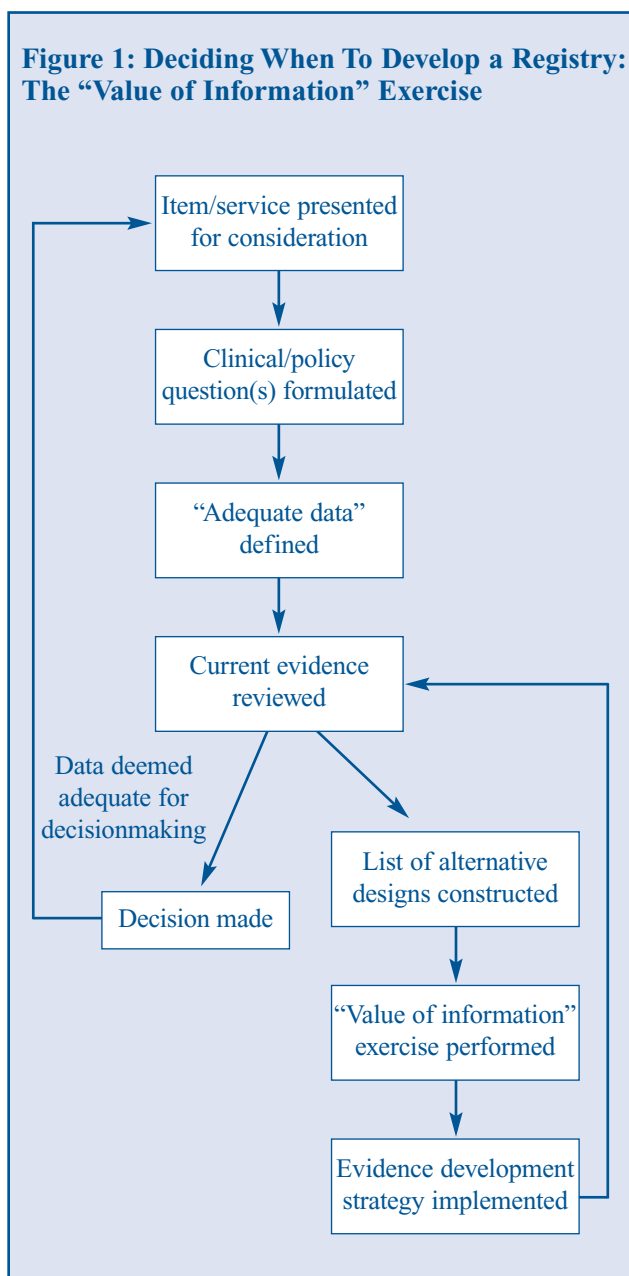 Figure 1: Deciding When To Develop a Registry:
The “Value of Information” Exercise
Item/service presented
for consideration
Clinical/policy
question(s) formulated
“Adequate data”
defined
Current evidence
reviewed
Data deemed
adequate for
decisionmaking
Decision made
List of alternative
designs constructed
“Value of information”
exercise performed
Evidence development
strategy implemented